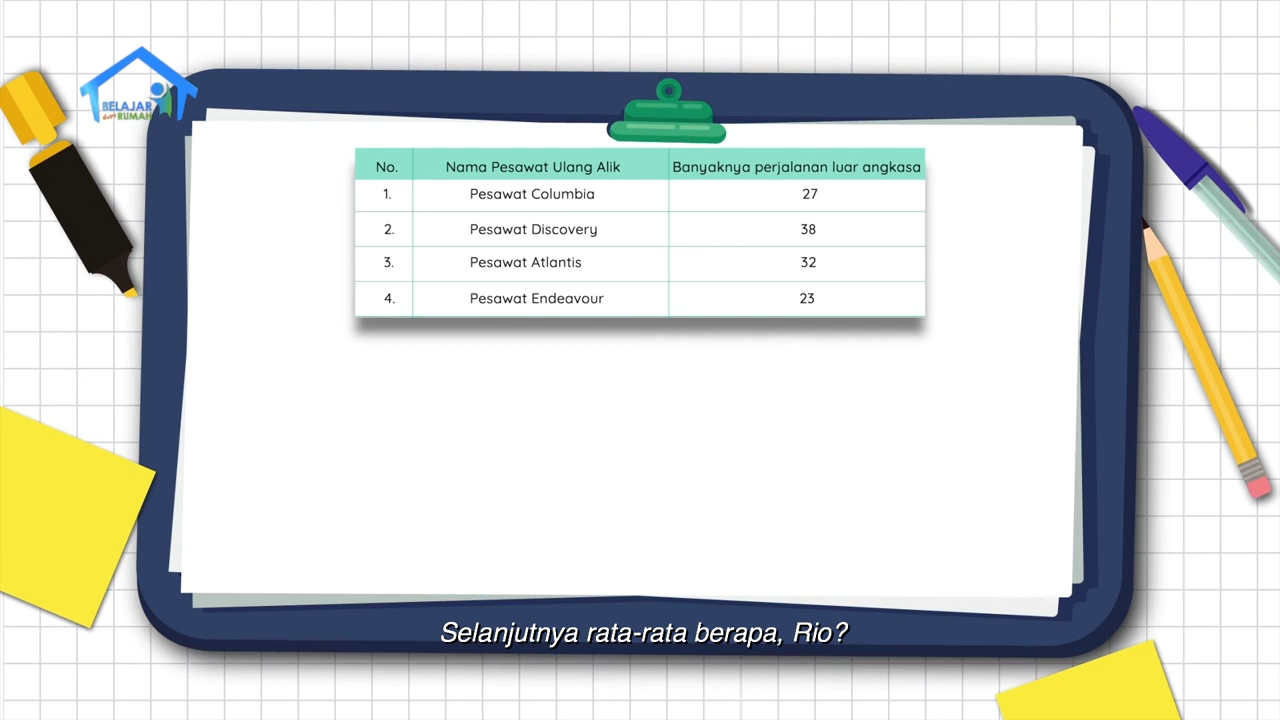 BELAJAR
dari RUMAH
No. Nama Pesawat Ulang Alik Banyaknya perjalanan luar angkasa
1. Pesawat Columbia 27
2. Pesawat Discovery 38
3. Pesawat Atlantis 32
4. Pesawat Endeavour 23
Selanjutnya rata-rata berapa, Rio?